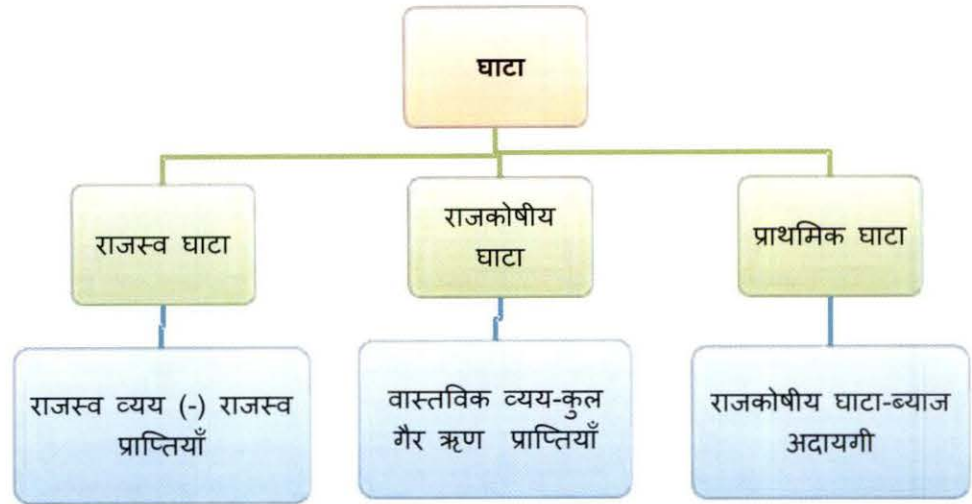 घाटा
राजस्व घाटा
राजकोषीय
घाटा
प्राथमिक घाटा
राजस्व व्यय (-) राजस्व
प्राप्तियाँ
वास्तविक व्यय-कुल
गैर ऋण प्राप्तियाँ
राजकोषीय घाटा-ब्याज
अदायगी